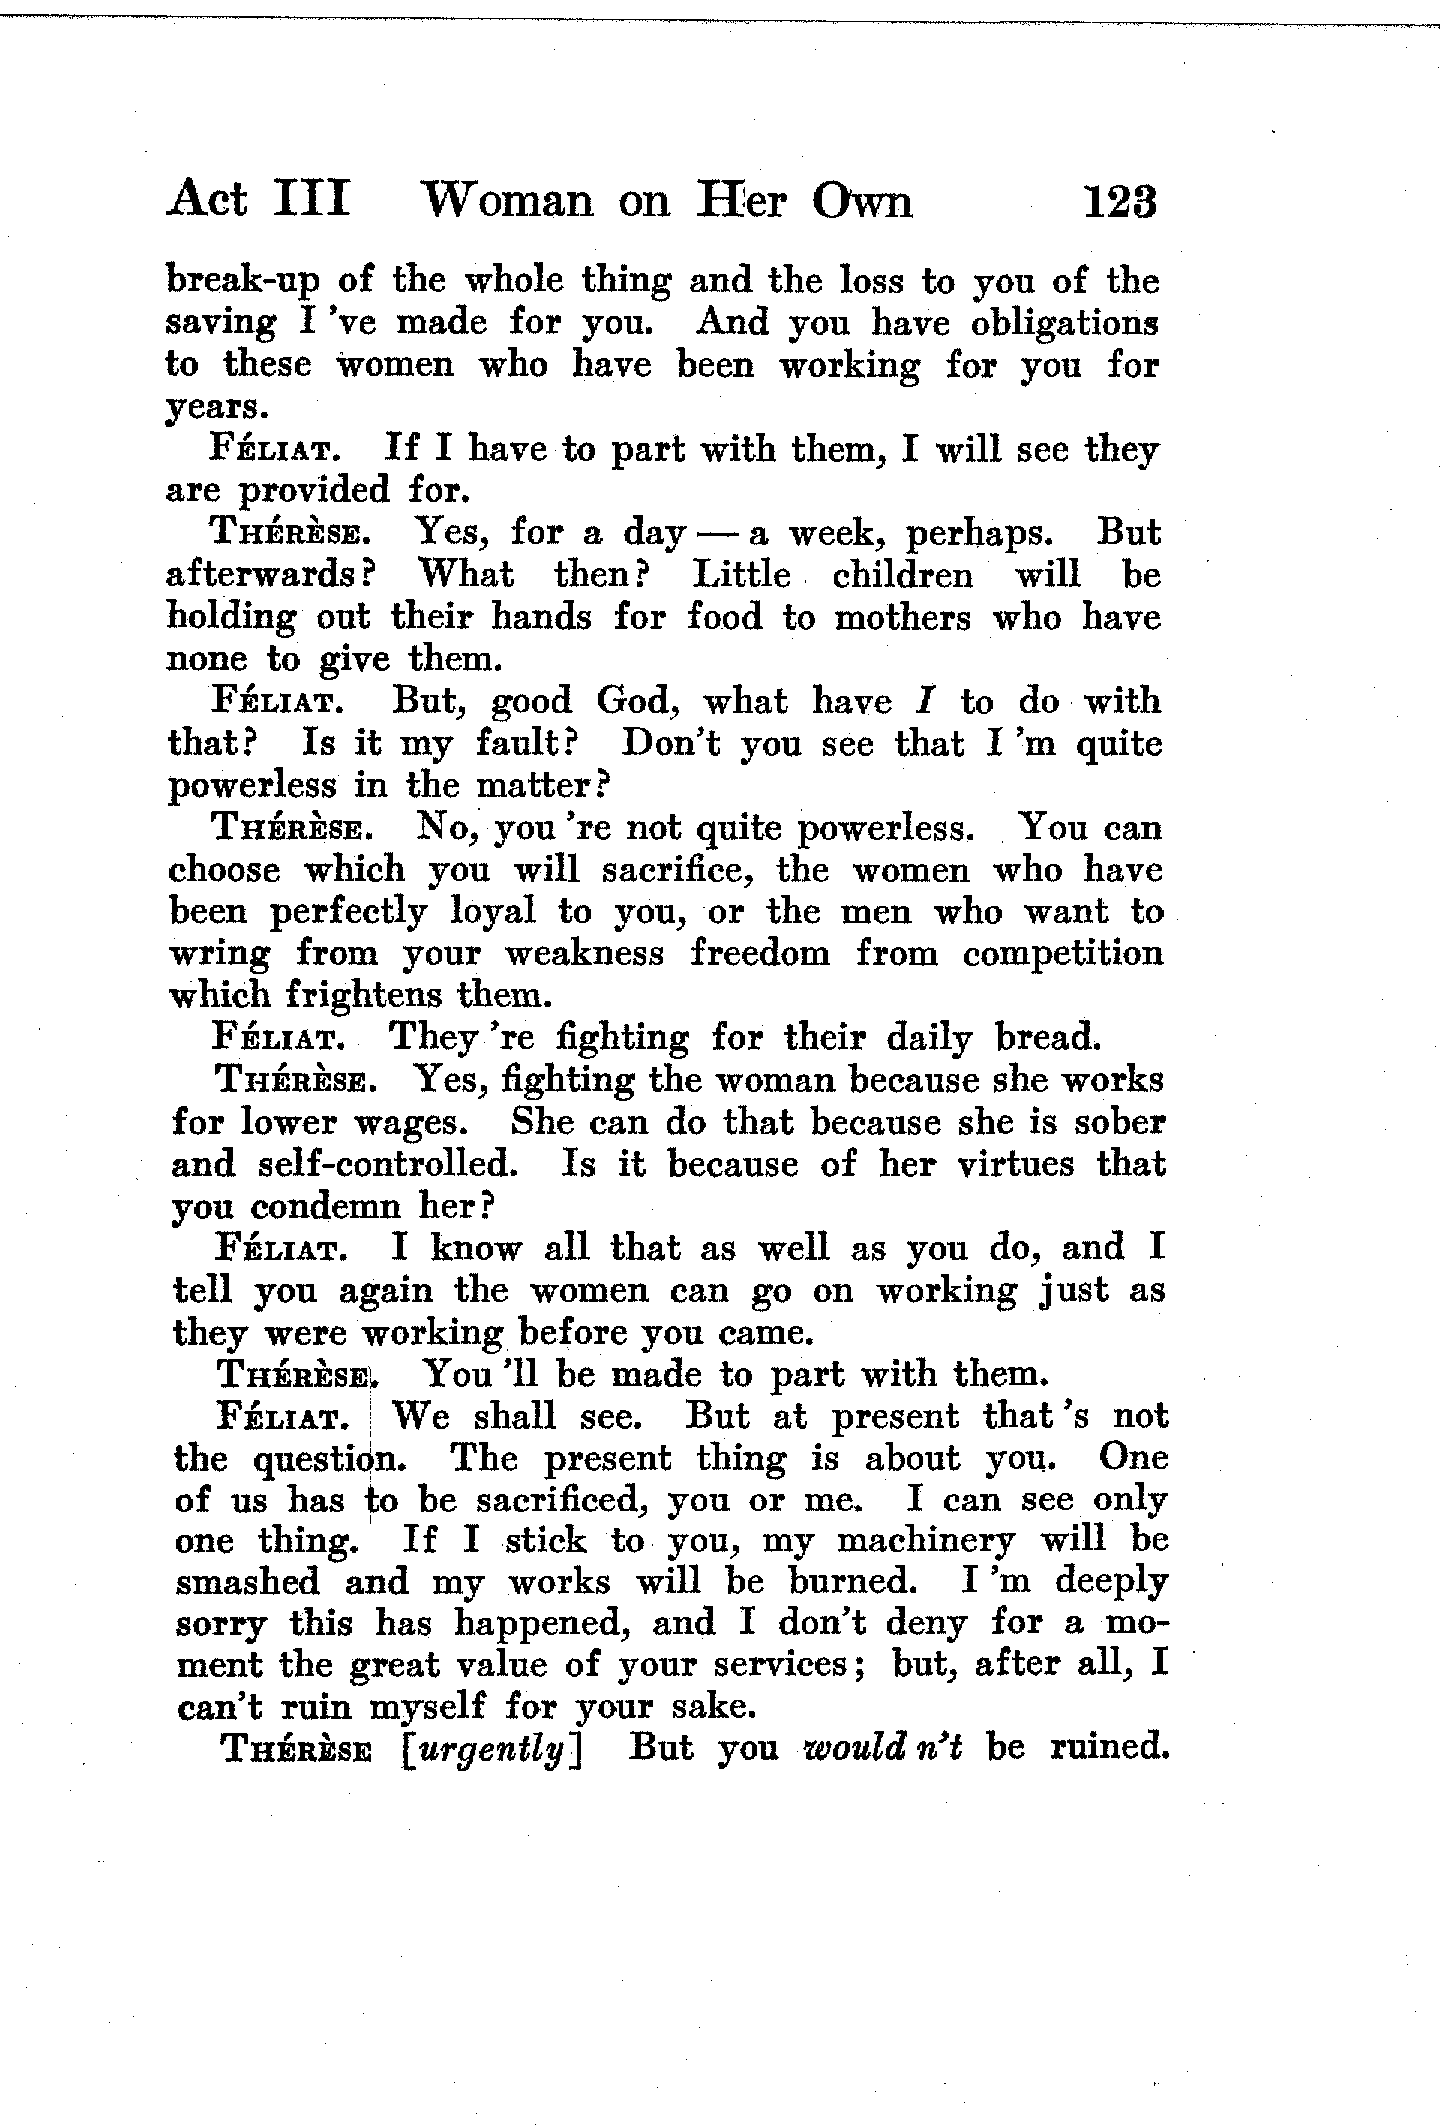 Act III Woman on Her Own 123
break-up of the whole thing and the loss to you of the
saving I 've made for you. And you have obligations
to these women who have been working for you for
years.
FÉLIAT. If I have to part with them, I will see they
are provided for.
THÉRÈSE. Yes, for a day — a week, perhaps. But
afterwards? What then? Little children will be
holding out their hands for food to mothers who have
none to give them.
FÉLIAT. But, good God, what have I to do with
that? Is it my fault? Don't you see that I 'm quite
powerless in the matter?
THÉRÈSE. No, you 're not quite powerless. You can
choose which you will sacrifice, the women who have
been perfectly loyal to you, or the men who want to
wring from your weakness freedom from competition
which frightens them.
FÉLIAT. They 're fighting for their daily bread.
THÉRÈSE. Yes, fighting the woman because she works
for lower wages. She can do that because she is sober
and self-controlled. Is it because of her virtues that
you condemn her?
FÉLIAT. I know all that as well as you do, and I
tell you again the women can go on working just as
they were working before you came.
THÉRÈSE. You 'll be made to part with them.
FÉLIAT. We shall see. But at present that 's not
the question. The present thing is about you. One
of us has to be sacrificed, you or me. I can see only
one thing. If I stick to you, my machinery will be
smashed and my works will be burned. I 'm deeply
sorry this has happened, and I don't deny for a mo-
ment the great value of your services; but, after all, I
can't ruin myself for your sake.
THÉRÈSE [urgently] But you would n't be ruined.